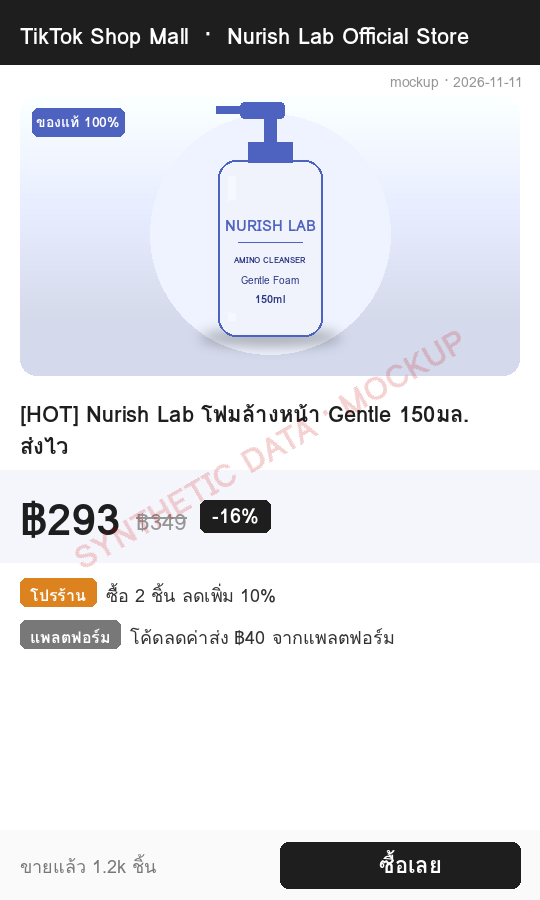 TikTok Shop Mall · Nurish Lab Official Store
mockup · 2026-11-11
ของแท้ 100%
NURISH LAB
AMINO CLEANSER
Gentle Foam
150ml
[HOT] Nurish Lab โฟมล้างหน้า Gentle 150มล.
ส่งไว
฿293 ฿349 -16%
SYNTHETIC DATA · MOCKUP
โปรร้าน ซื้อ 2 ชิ้น ลดเพิ่ม 10%
แพลตฟอร์ม โค้ดลดค่าส่ง ฿40 จากแพลตฟอร์ม
ขายแล้ว 1.2k ชิ้น ซื้อเลย